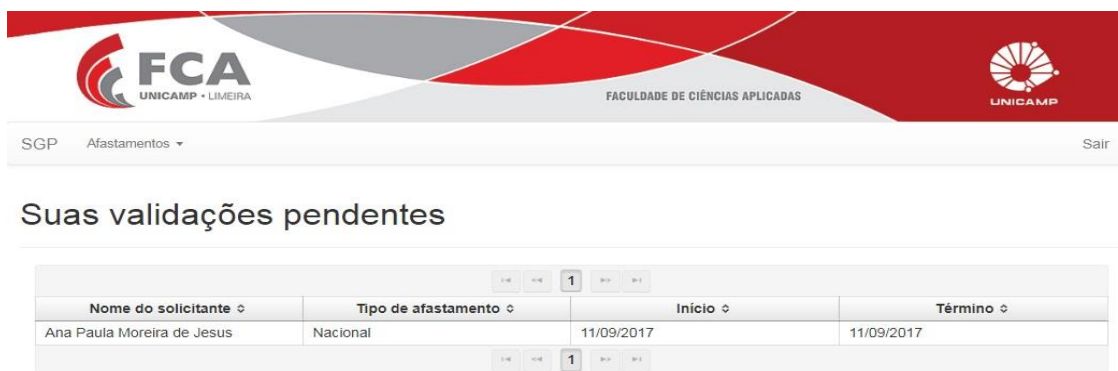 FCA
UNICAMP • LIMEIRA
FACULDADE DE CIÊNCIAS APLICADAS
UNICAMP
SGP Afastamentos Sair
Suas validações pendentes
1
Nome do solicitante Tipo de afastamento Início Término
Ana Paula Moreira de Jesus Nacional 11/09/2017 11/09/2017
1